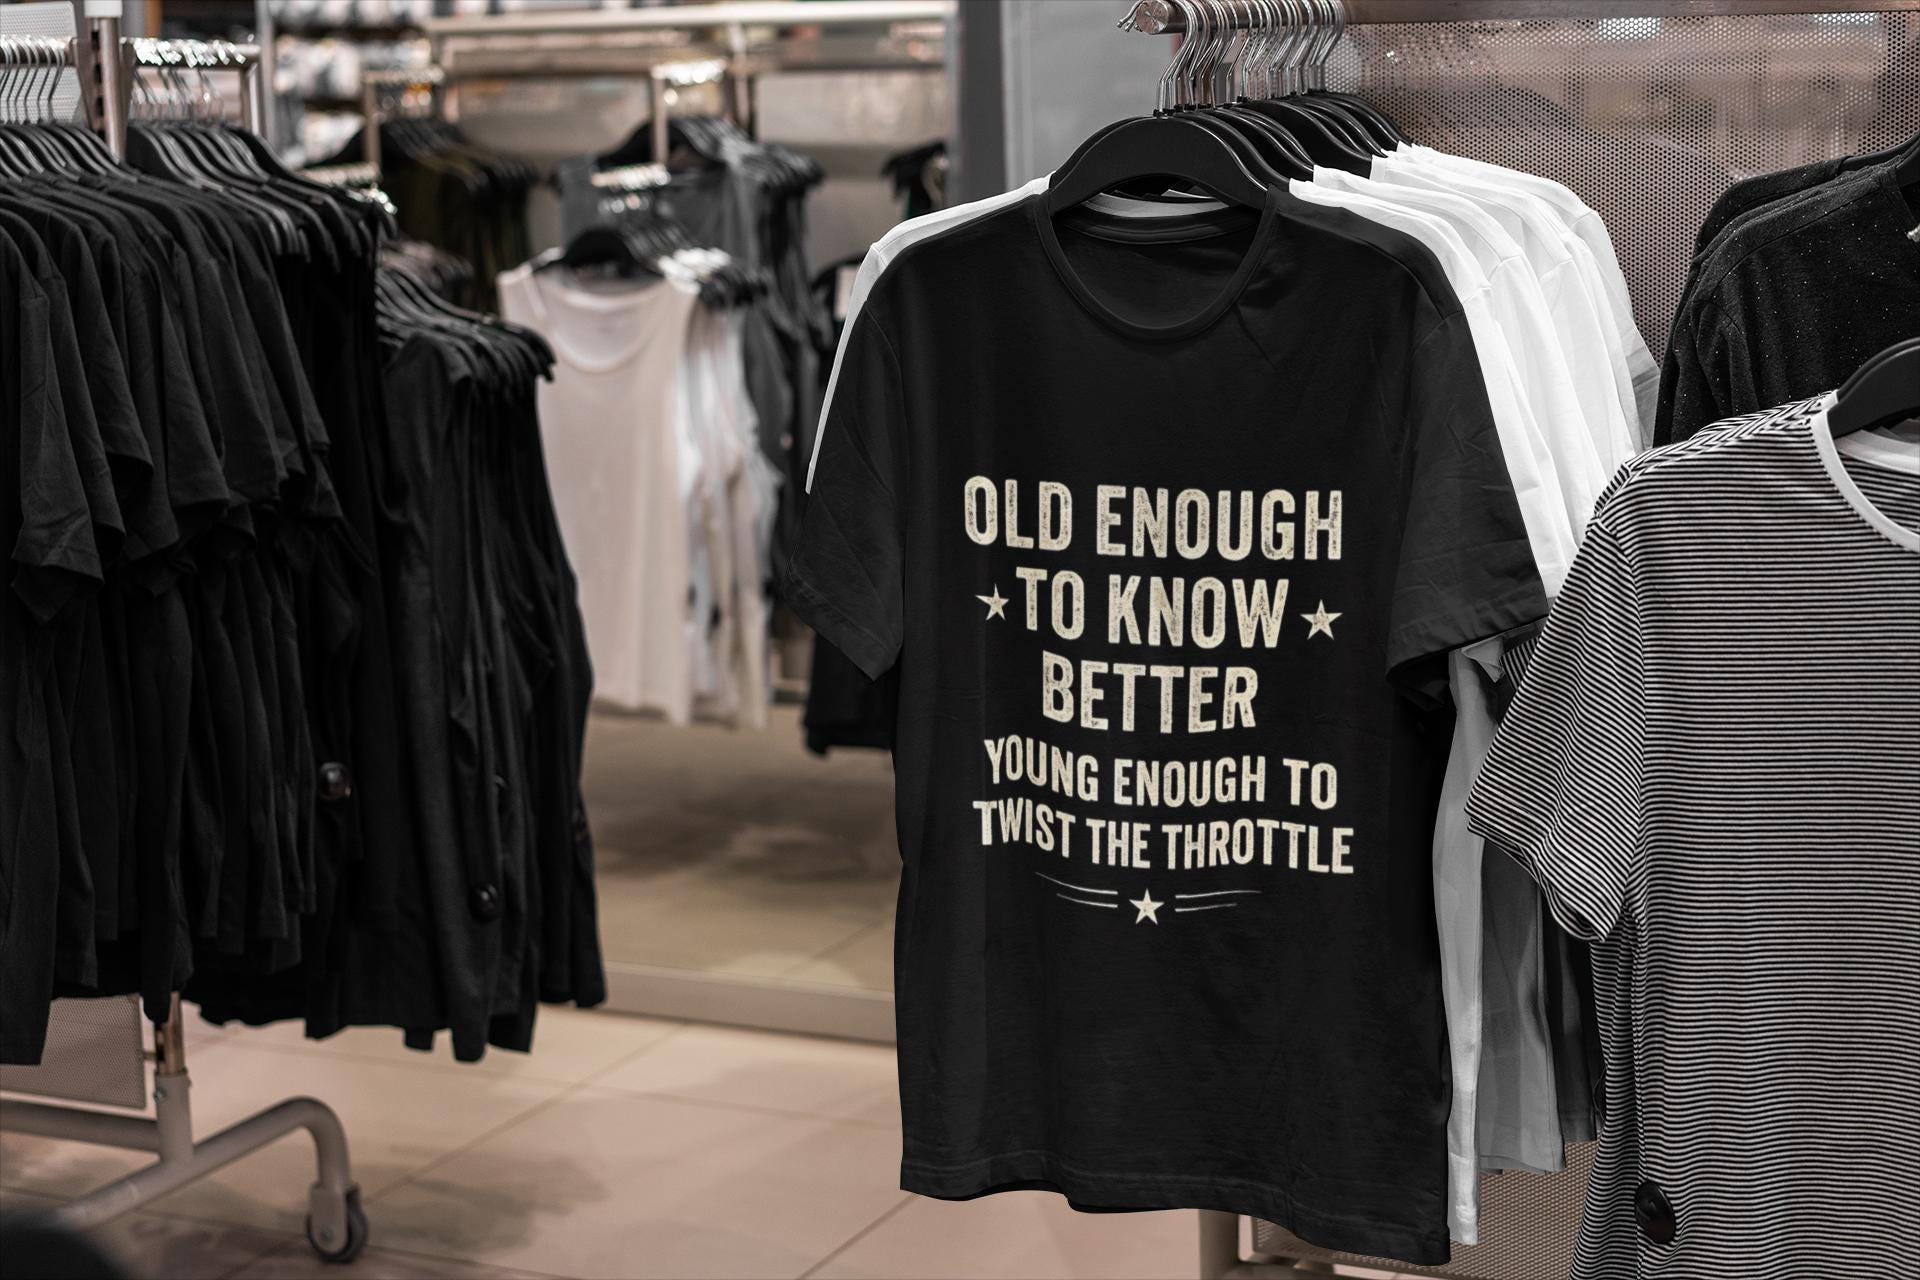 OLD ENOUGH
TO KNOW
BETTER
YOUNG ENOUGH TO
TWIST THE THROTTLE